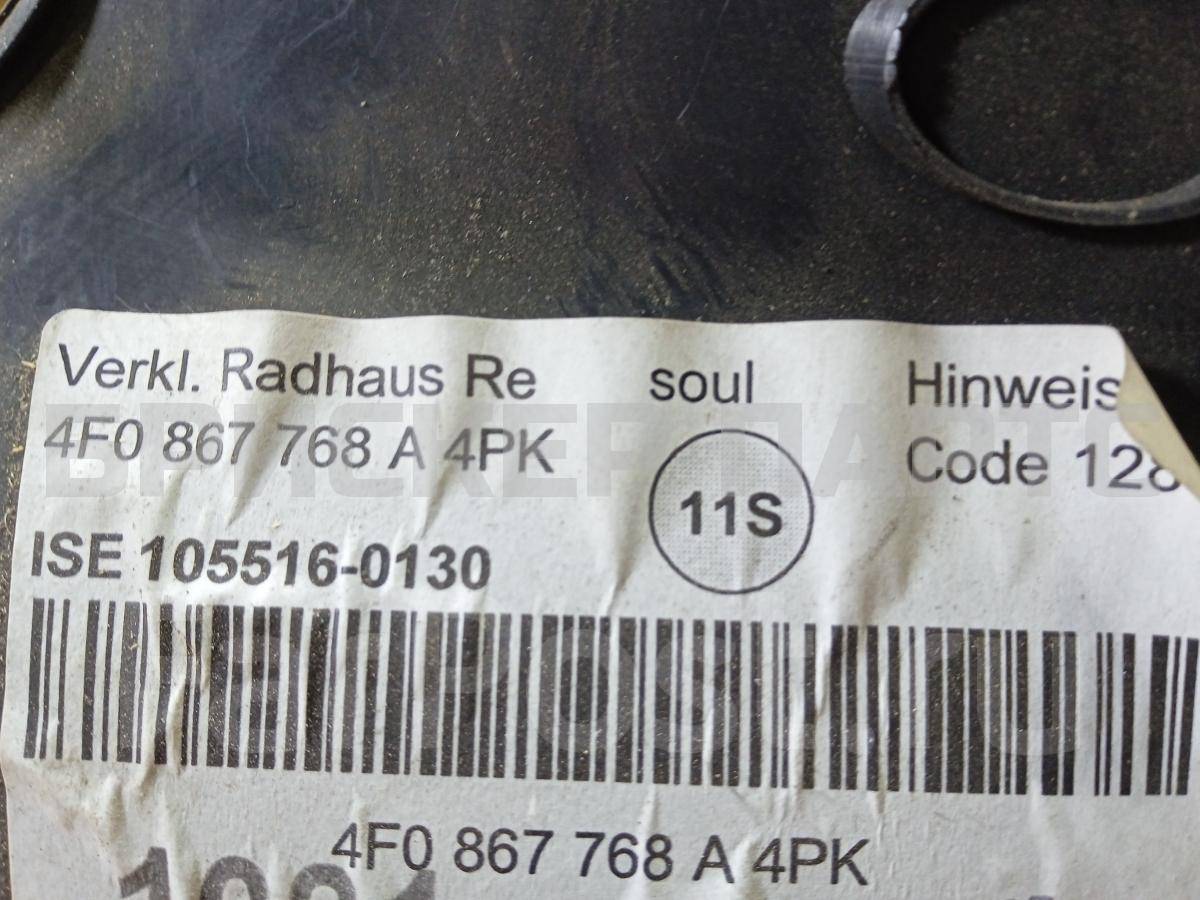 Verkl. Radhaus Re soul Hinweis
4F0 867 768 A 4PK Code 128
11S
ISE 105516-0130
4F0 867 768 A 4PK